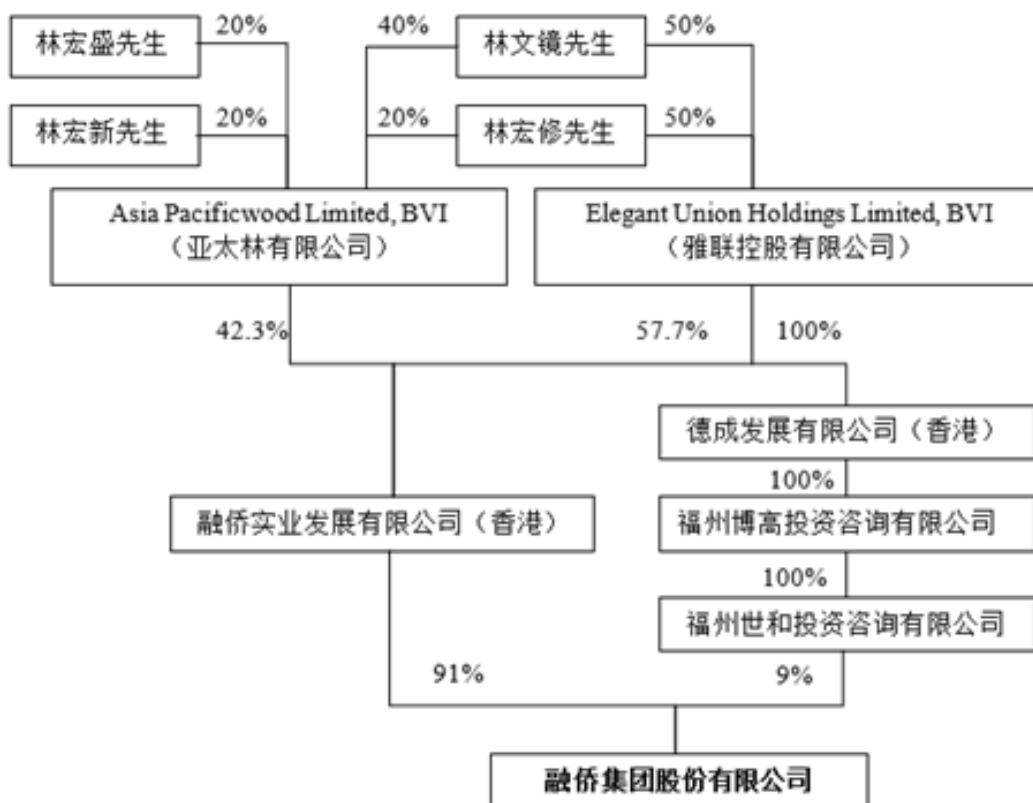 林宏盛先生
20%
40%
林文镜先生
50%
林宏新先生
20%
20%
林宏修先生
50%
Asia Pacificwood Limited, BVI
（亚太林有限公司）
Elegant Union Holdings Limited, BVI
（雅联控股有限公司）
42.3%
57.7%
100%
德成发展有限公司（香港）
100%
融侨实业发展有限公司（香港）
福州博高投资咨询有限公司
100%
福州世和投资咨询有限公司
91%
9%
融侨集团股份有限公司